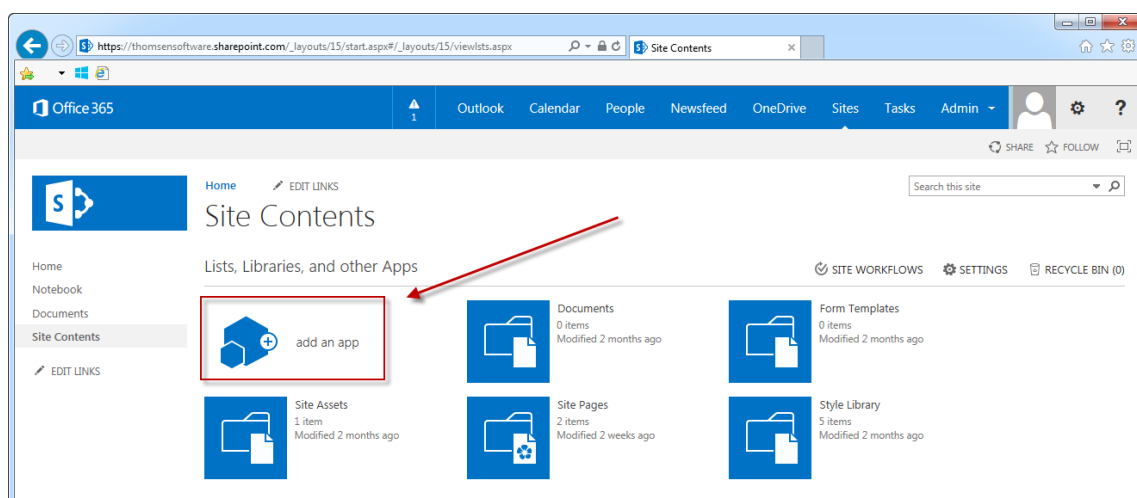 https://thomsensoftware.sharepoint.com/_layouts/15/start.aspx#/_layouts/15/viewlsts.aspx
Site Contents
Office 365
1
Outlook Calendar People Newsfeed OneDrive Sites Tasks Admin
?
SHARE FOLLOW
S
Home EDIT LINKS
Search this site
Site Contents
Home
Notebook
Documents
Site Contents
EDIT LINKS
Lists, Libraries, and other Apps
SITE WORKFLOWS SETTINGS RECYCLE BIN (0)
add an app
Documents
0 items
Modified 2 months ago
Form Templates
0 items
Modified 2 months ago
Site Assets
1 item
Modified 2 months ago
Site Pages
2 items
Modified 2 weeks ago
Style Library
5 items
Modified 2 months ago